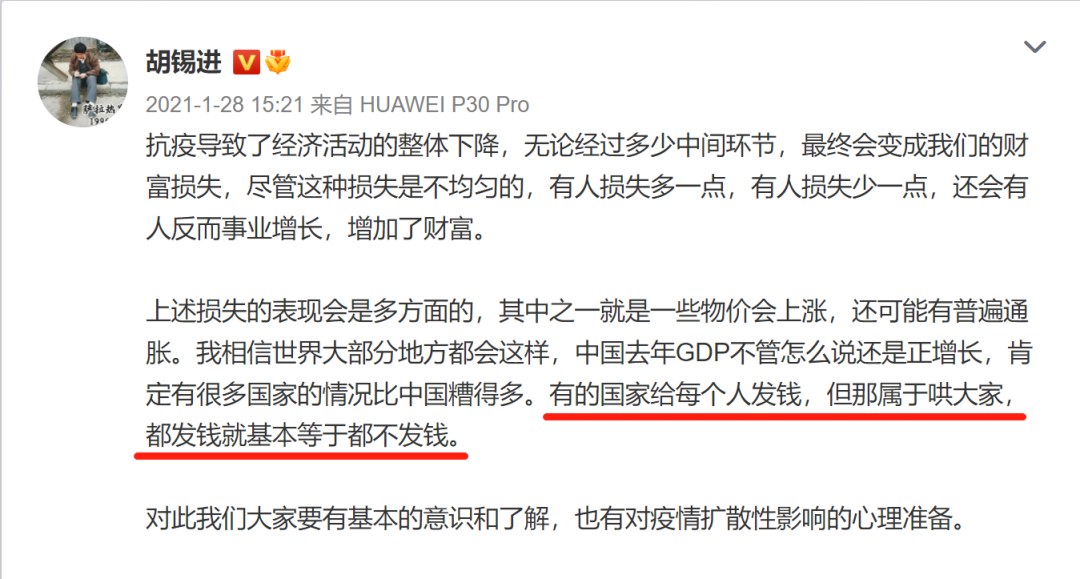 胡锡进
2021-1-28 15:21 来自 HUAWEI P30 Pro
抗疫导致了经济活动的整体下降，无论经过多少中间环节，最终会变成我们的财
富损失，尽管这种损失是不均匀的，有人损失多一点，有人损失少一点，还会有
人反而事业增长，增加了财富。
上述损失的表现会是多方面的，其中之一就是一些物价会上涨，还可能有普遍通
胀。我相信世界大部分地方都会这样，中国去年GDP不管怎么说还是正增长，肯
定有很多国家的情况比中国糟得多。有的国家给每个人发钱，但那属于哄大家，
都发钱就基本等于都不发钱。
对此我们大家要有基本的意识和了解，也有对疫情扩散性影响的心理准备。